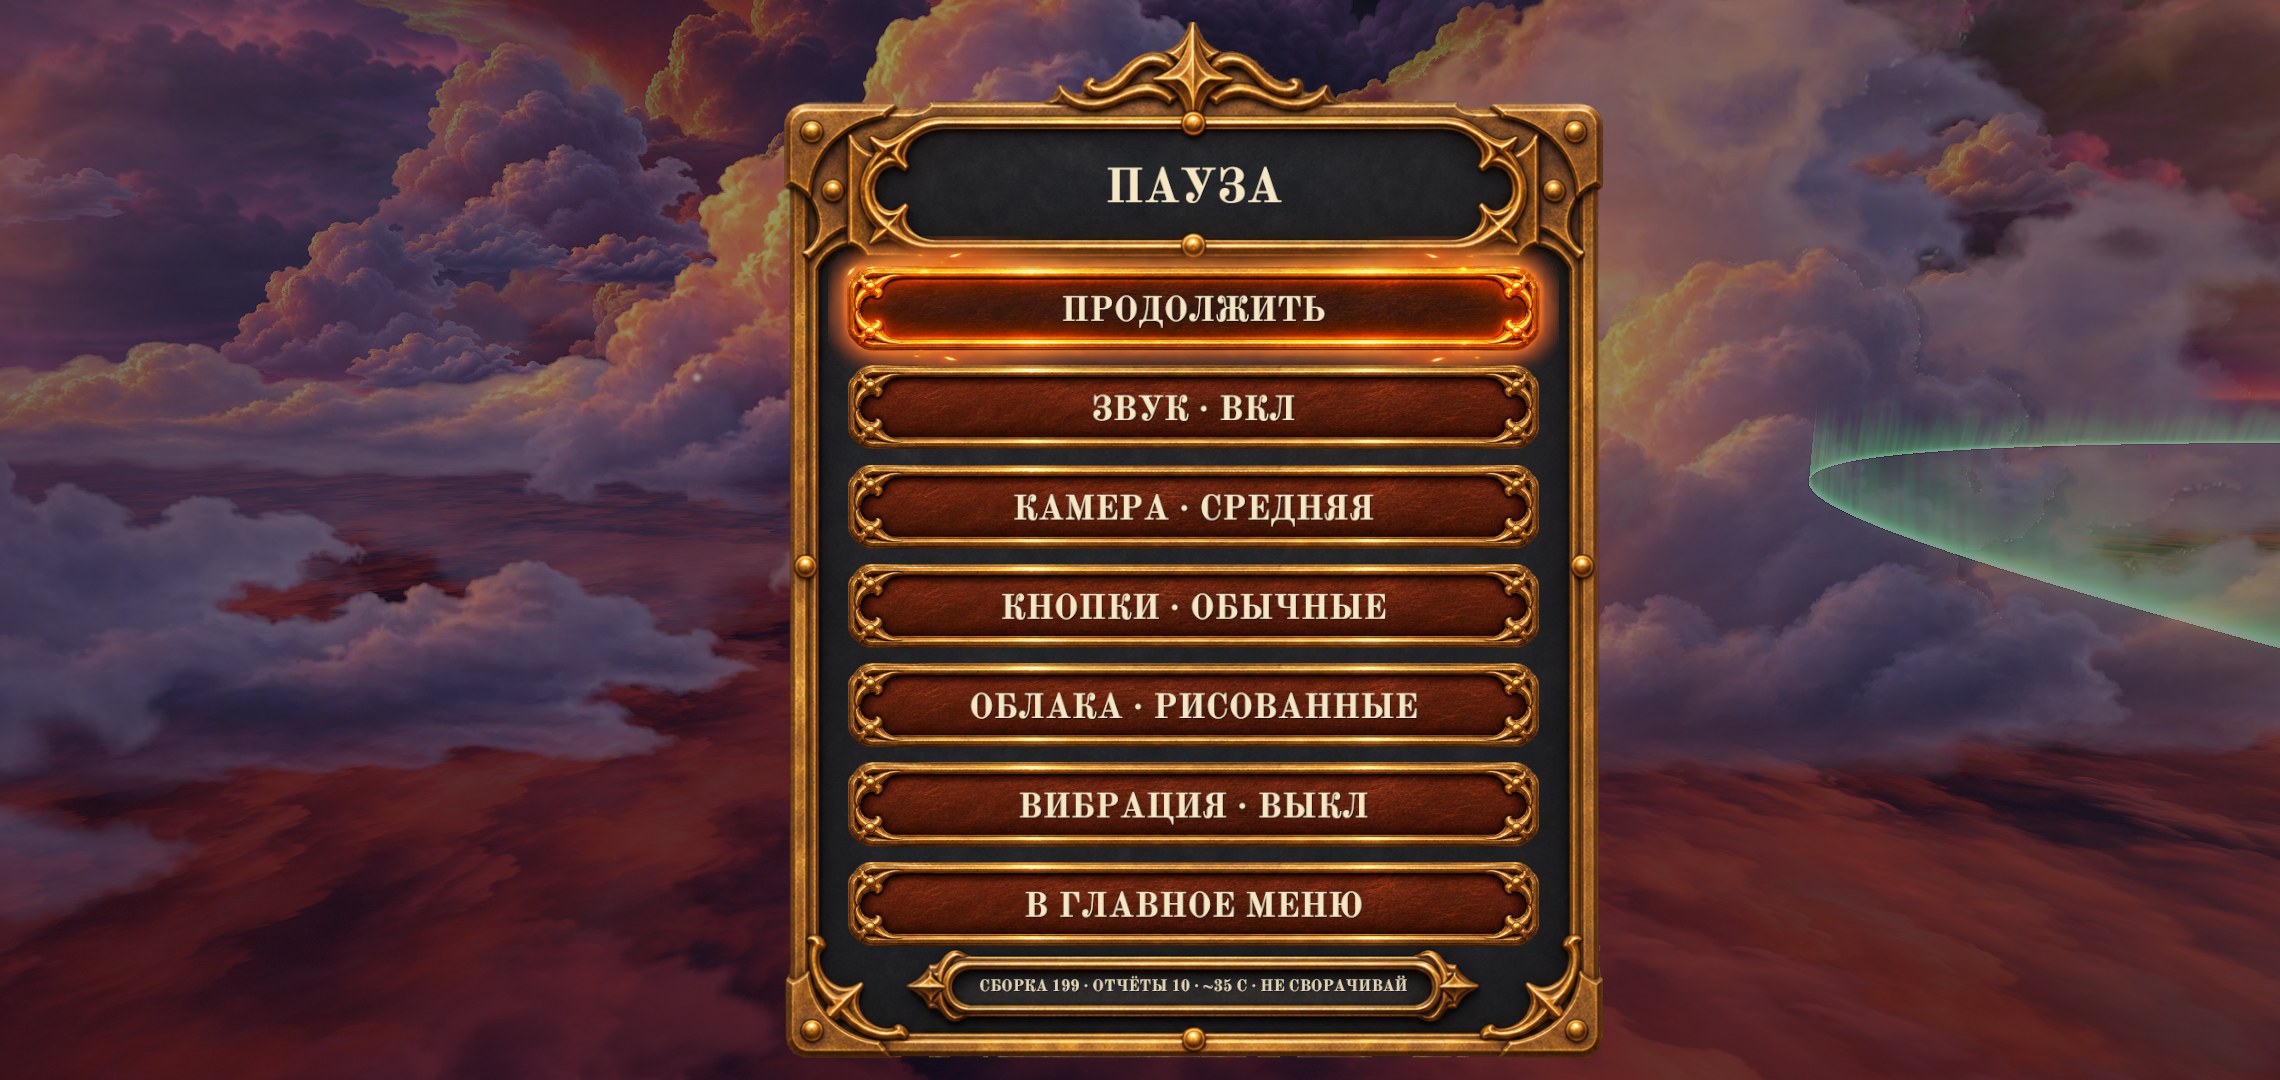 ПАУЗА
ПРОДОЛЖИТЬ
ЗВУК · ВКЛ
КАМЕРА · СРЕДНЯЯ
КНОПКИ · ОБЫЧНЫЕ
ОБЛАКА · РИСОВАННЫЕ
ВИБРАЦИЯ · ВЫКЛ
В ГЛАВНОЕ МЕНЮ
СБОРКА 199 · ОТЧЁТЫ 10 · ~35 С · НЕ СВОРАЧИВАЙ